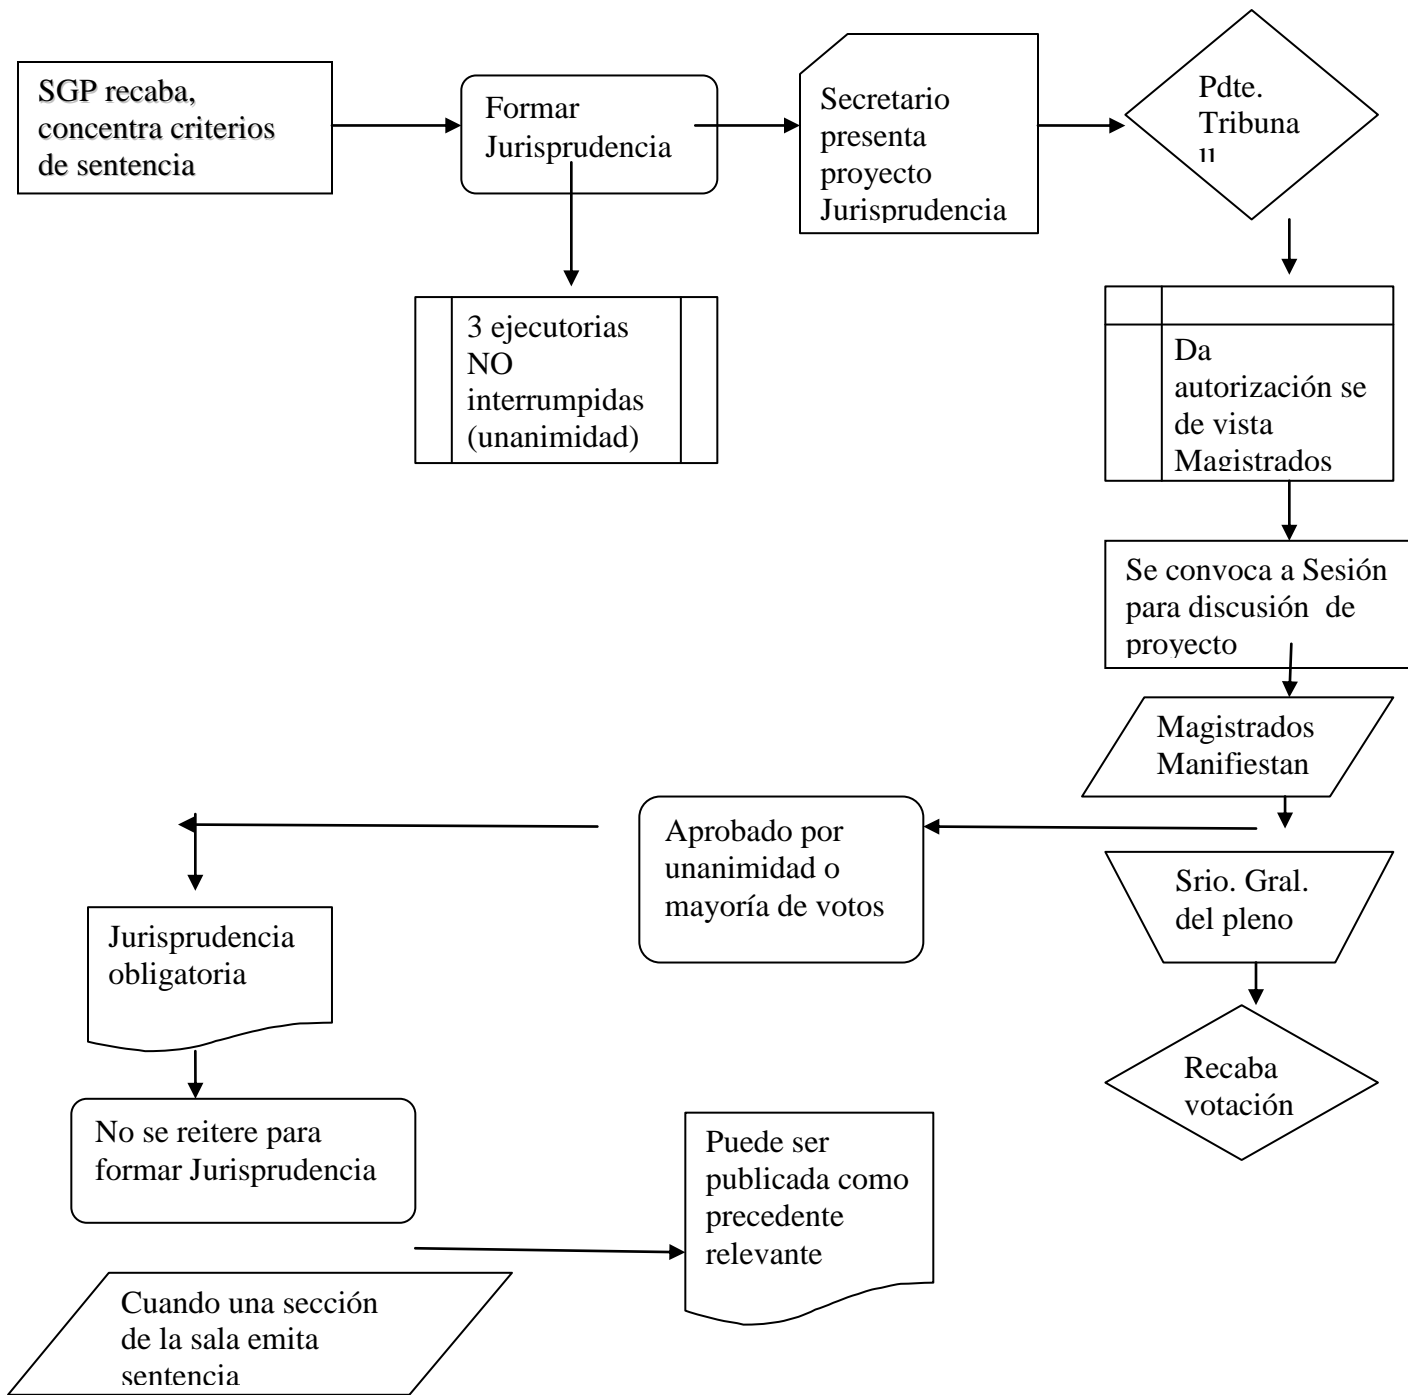 SGP recaba,
concentra criterios
de sentencia
Formar
Jurisprudencia
Secretario
presenta
proyecto
Jurisprudencia
Pdte.
Tribuna
3 ejecutorias
NO
interrumpidas
(unanimidad)
Da
autorización se
de vista
Magistrados
Se convoca a Sesión
para discusión de
proyecto
Magistrados
Manifiestan
Aprobado por
unanimidad o
mayoría de votos
Srio. Gral.
del pleno
Jurisprudencia
obligatoria
Recaba
votación
No se reitere para
formar Jurisprudencia
Puede ser
publicada como
precedente
relevante
Cuando una sección
de la sala emita
sentencia